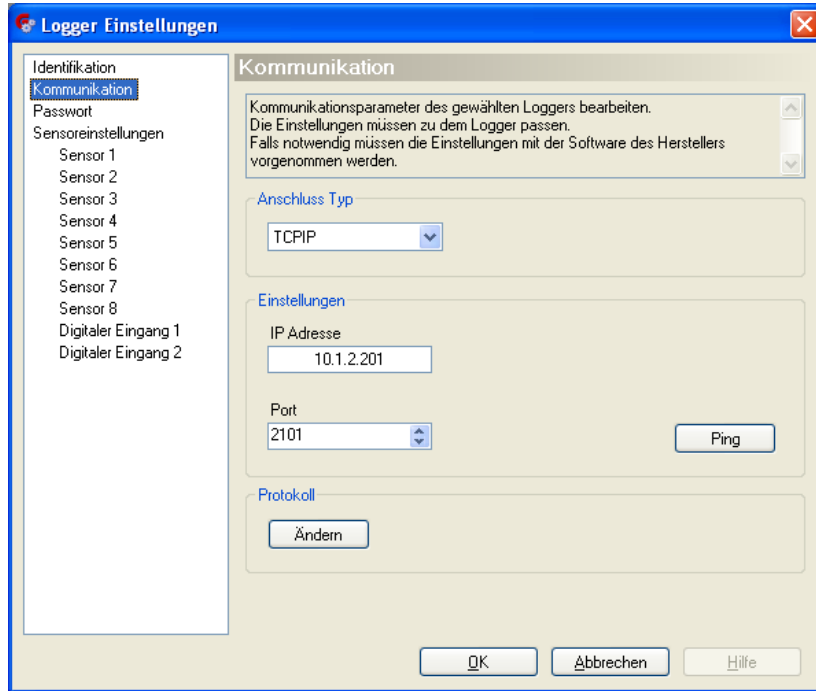 Logger Einstellungen
Identifikation
Kommunikation
Passwort
Sensoreinstellungen
Sensor 1
Sensor 2
Sensor 3
Sensor 4
Sensor 5
Sensor 6
Sensor 7
Sensor 8
Digitaler Eingang 1
Digitaler Eingang 2
Kommunikation
Kommunikationsparameter des gewählten Loggers bearbeiten.
Die Einstellungen müssen zu dem Logger passen.
Falls notwendig müssen die Einstellungen mit der Software des Herstellers
vorgenommen werden.
Anschluss Typ
TCPIP
Einstellungen
IP Adresse
10.1.2.201
Port
2101
Ping
Protokoll
Ändern
OK
Abbrechen
Hilfe